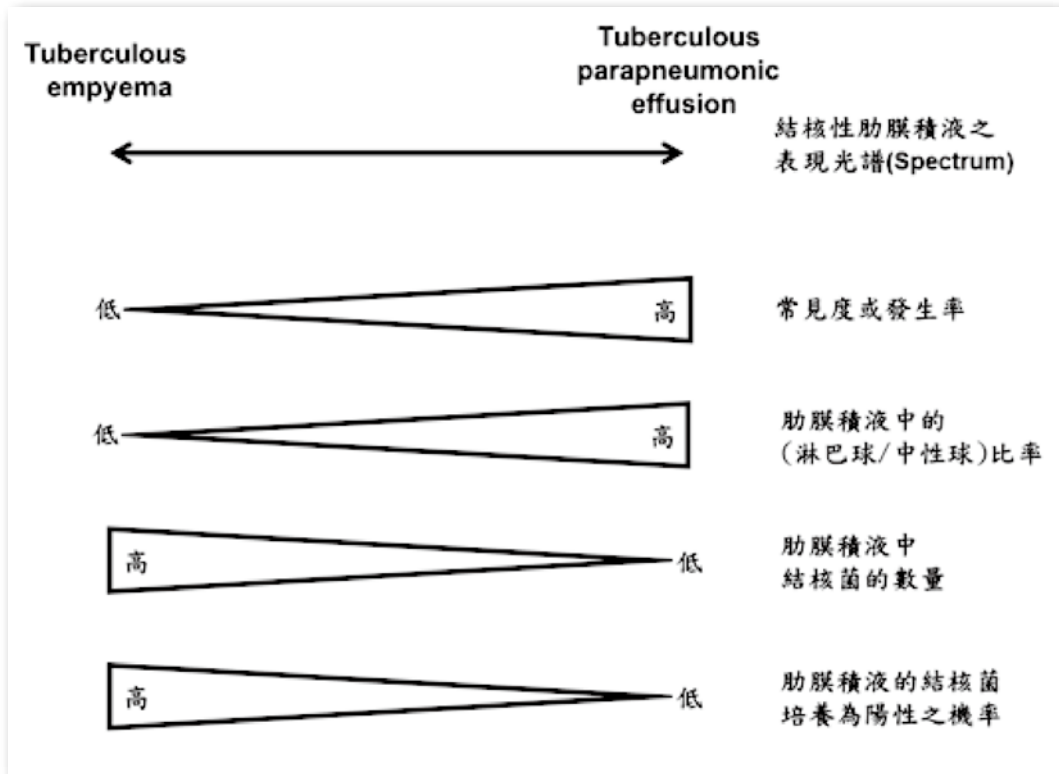 Tuberculous
empyema
Tuberculous
parapneumonic
effusion
結核性肋膜積液之
表現光譜(Spectrum)
低
高
常見度或發生率
低
高
肋膜積液中的
(淋巴球/中性球)比率
高
低
肋膜積液中
結核菌的數量
高
低
肋膜積液的結核菌
培養為陽性之機率